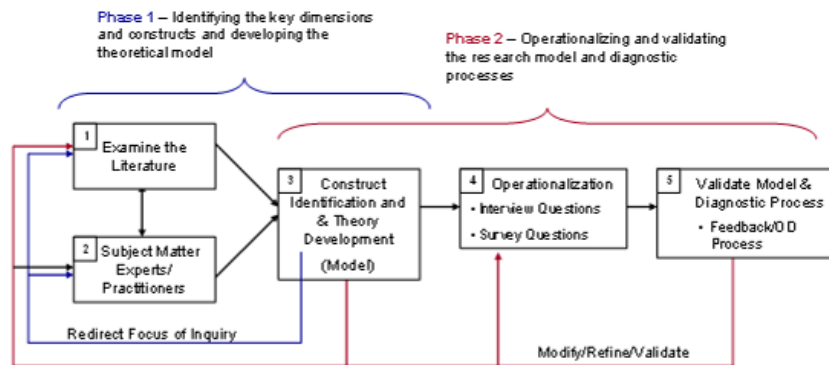 Phase 1 – Identifying the key dimensions
and constructs and developing the
theoretical model
Phase 2 – Operationalizing and validating
the research model and diagnostic
processes
1
Examine the
Literature
2
Subject Matter
Experts/
Practitioners
3
Construct
Identification and
& Theory
Development
(Model)
4
Operationalization
• Interview Questions
• Survey Questions
5
Validate Model &
Diagnostic Process
• Feedback/OD
Process
Redirect Focus of Inquiry
Modify/Refine/Validate